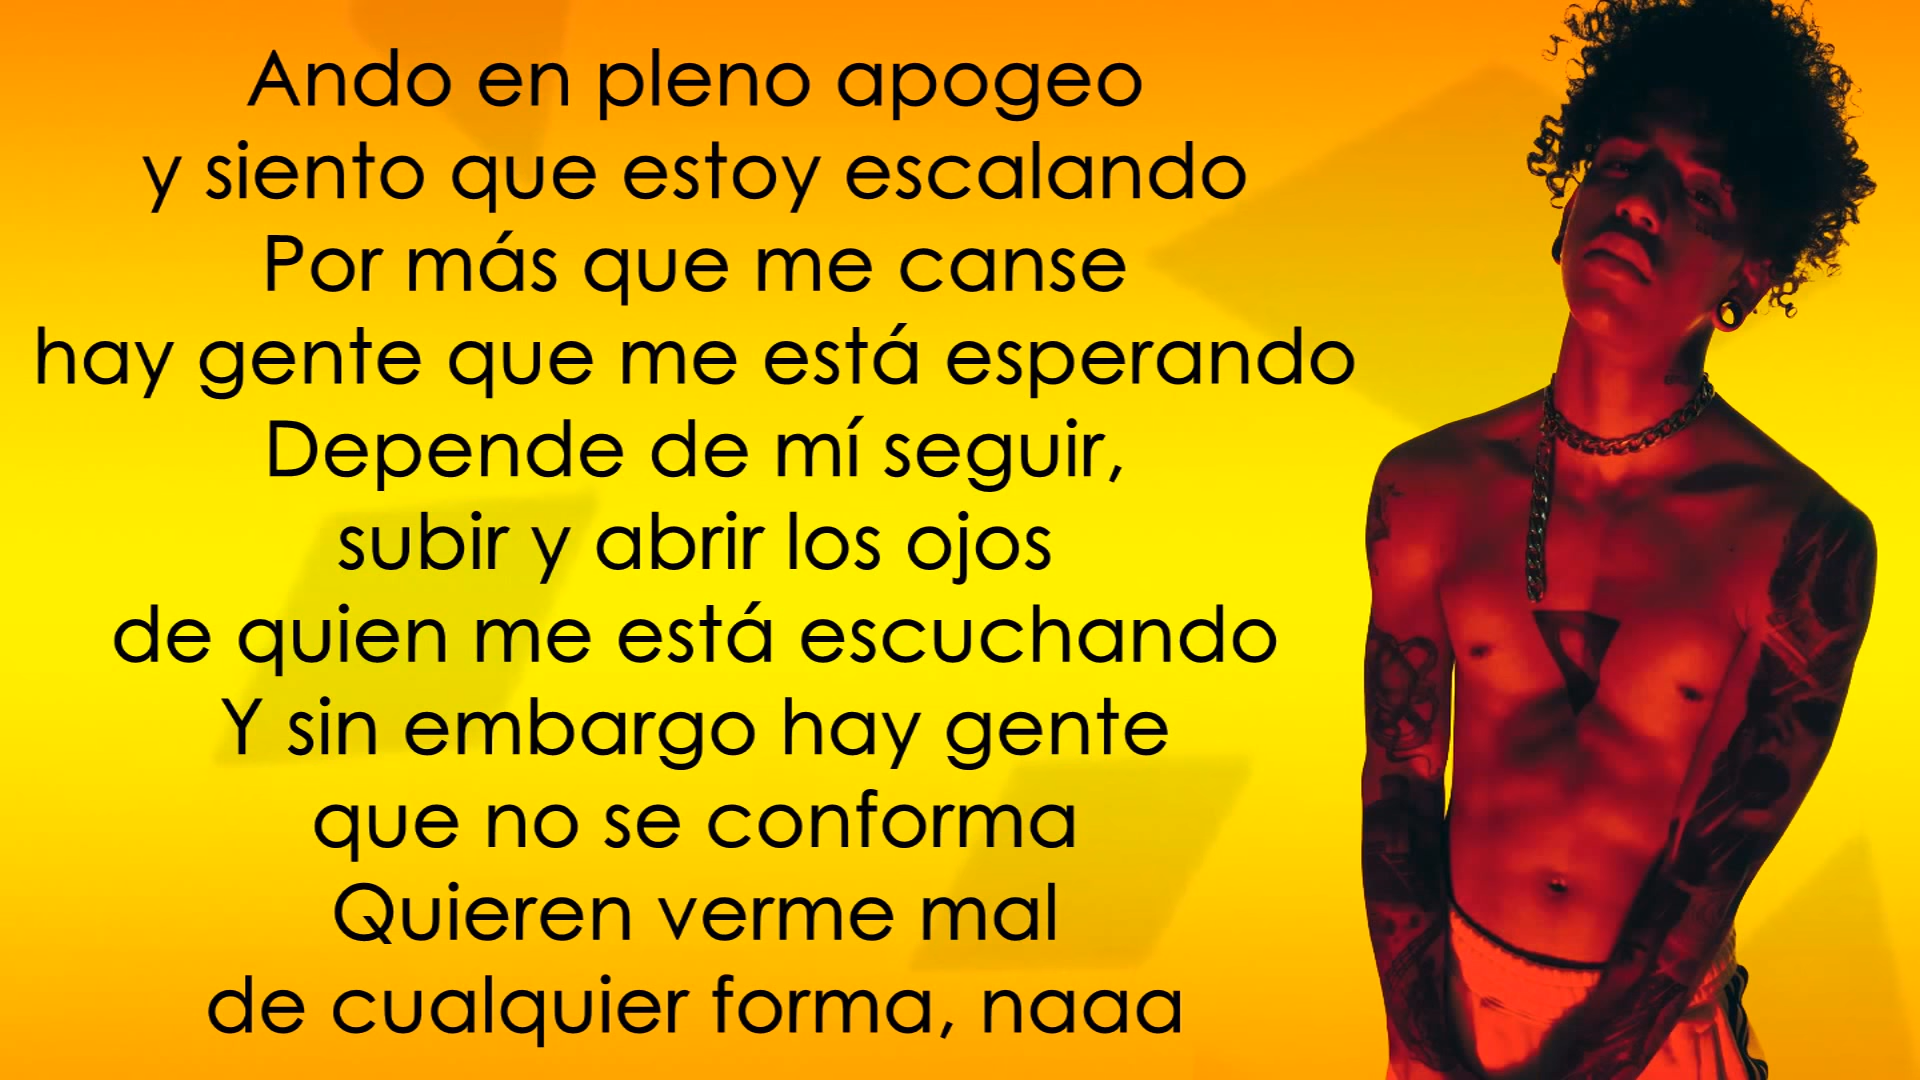 Ando en pleno apogeo
y siento que estoy escalando
Por más que me canse
hay gente que me está esperando
Depende de mí seguir,
subir y abrir los ojos
de quien me está escuchando
Y sin embargo hay gente
que no se conforma
Quieren verme mal
de cualquier forma, naaa